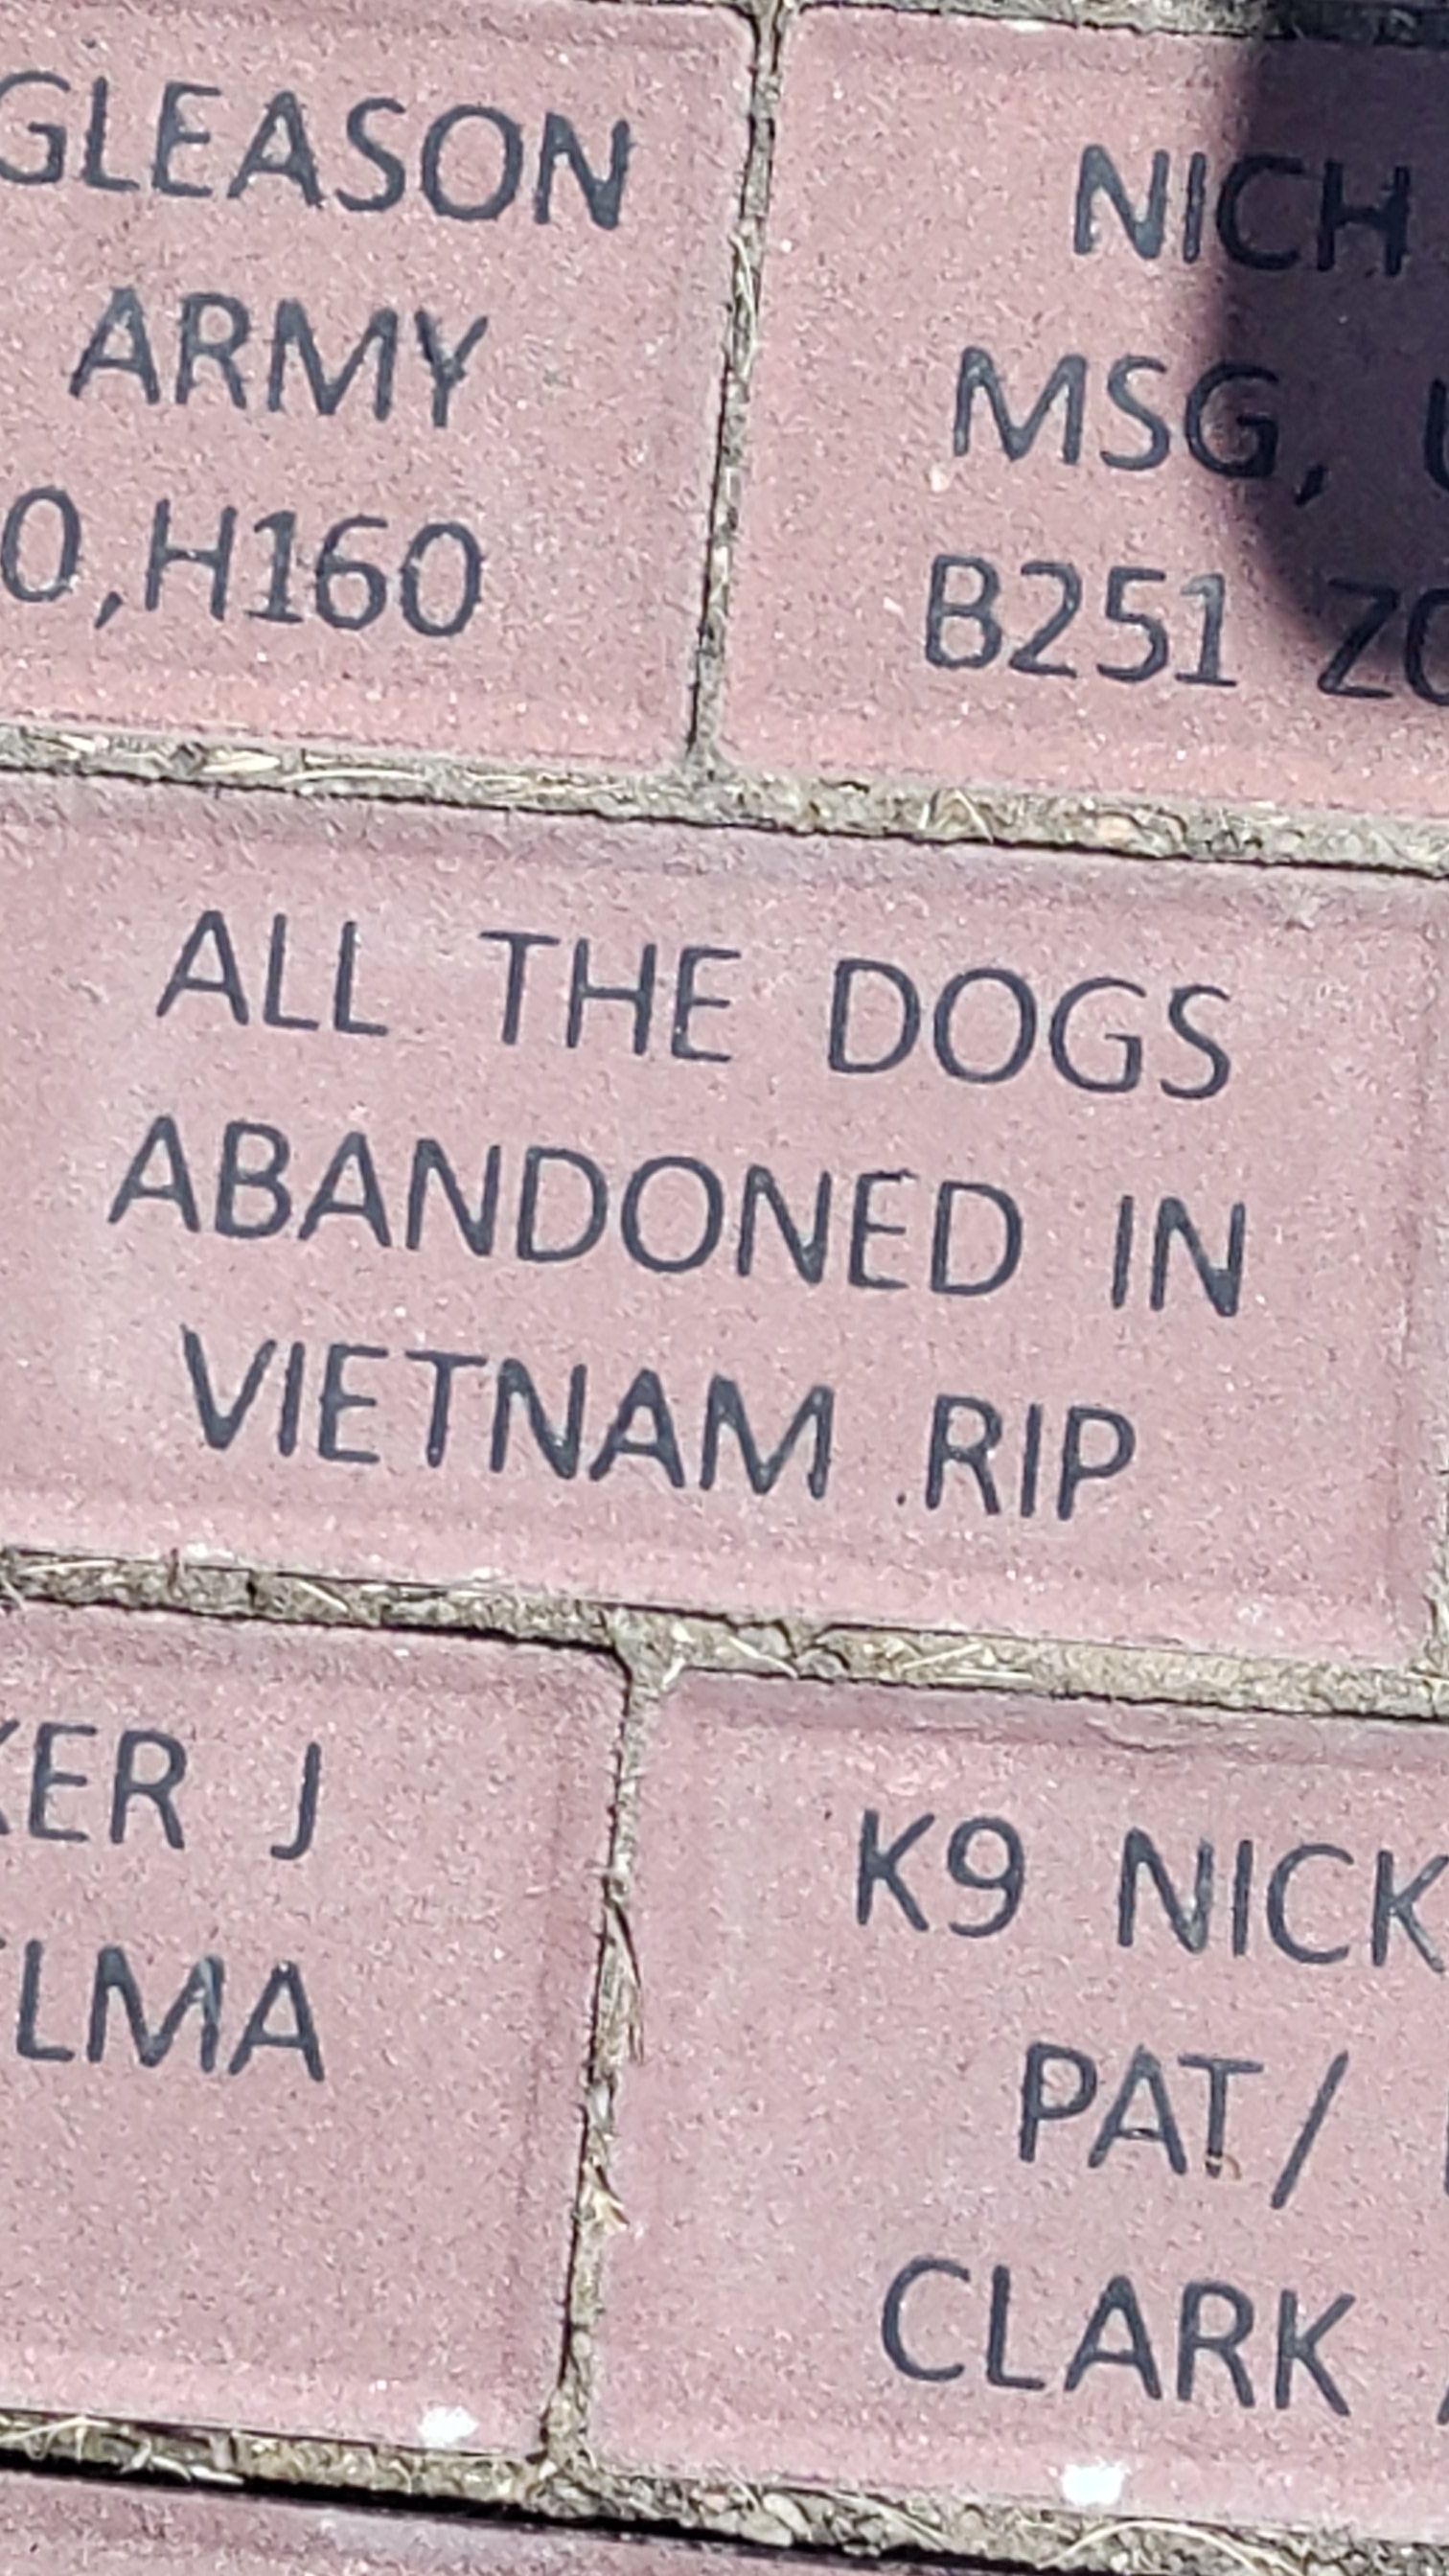 GLEASON
ARMY
0,H160
NICH
MSG,
B251
ALL THE DOGS
ABANDONED IN
VIETNAM .RIP
KER J
LMA
K9 NICK
PAT/
CLARK